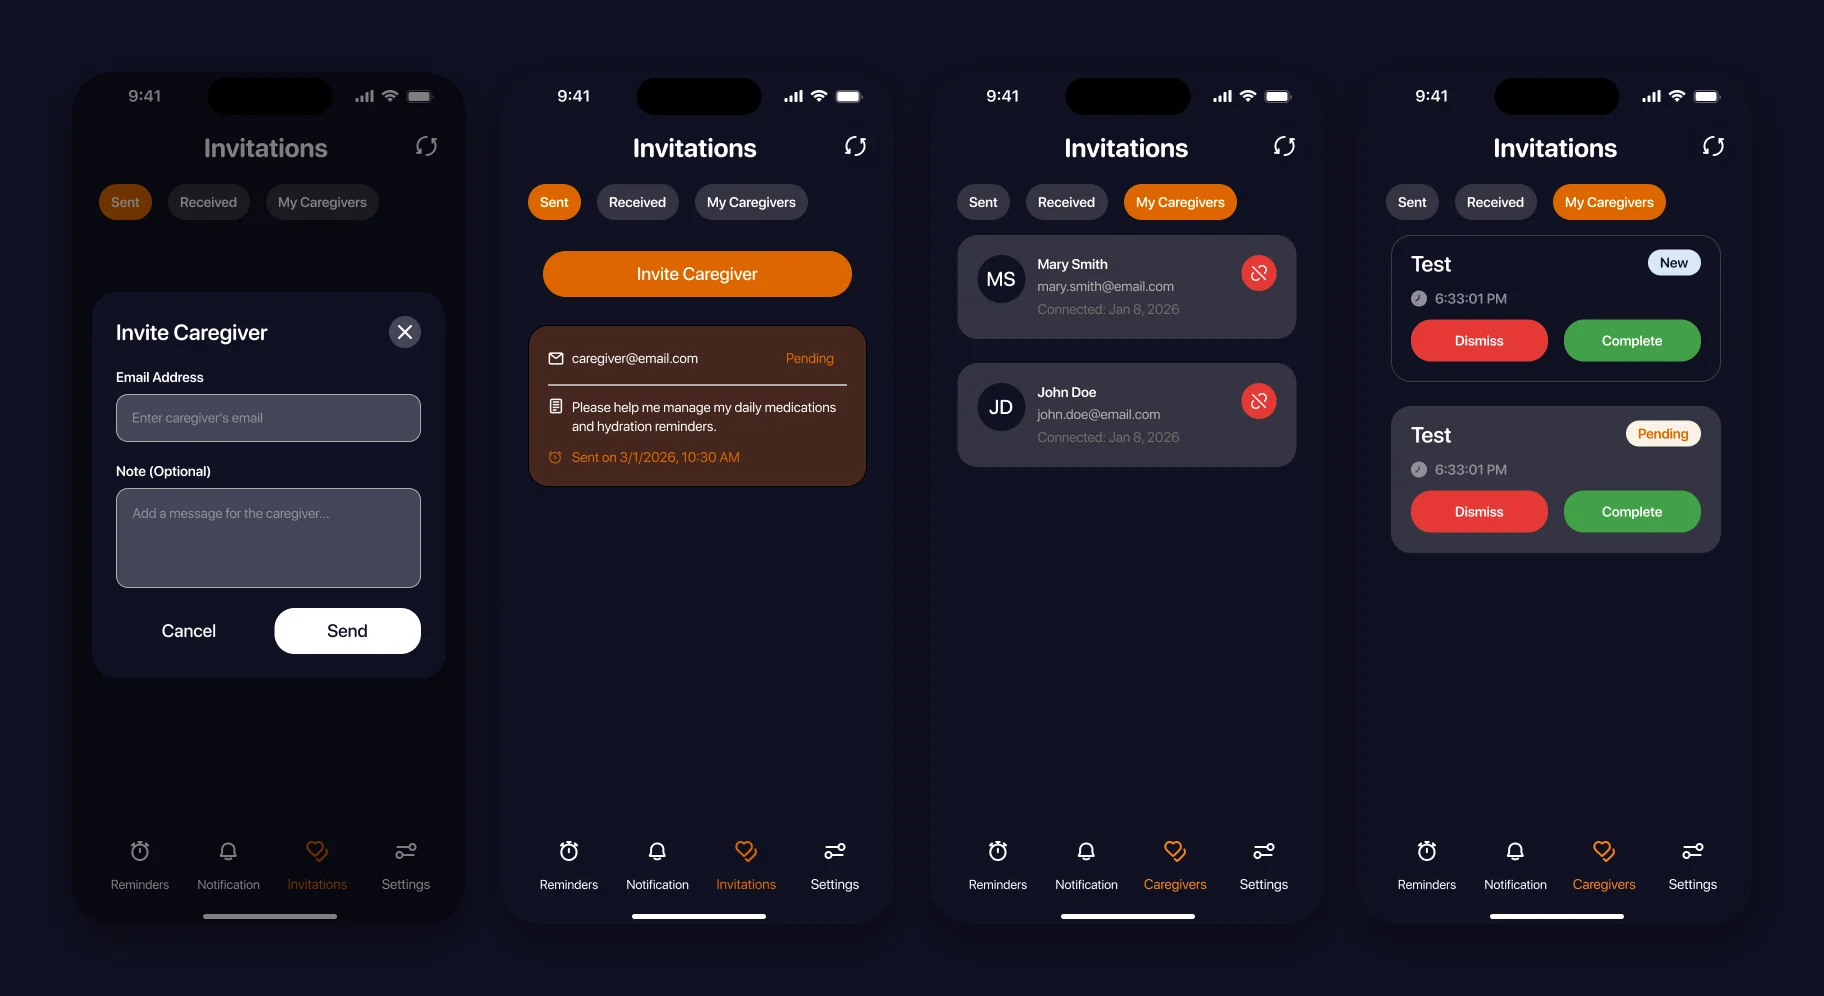 9:41
Invitations
Sent
Received
My Caregivers
Invite Caregiver
Email Address
Enter caregiver's email
Note (Optional)
Add a message for the caregiver...
Cancel
Send
Reminders
Notification
Invitations
Settings
9:41
Invitations
Sent
Received
My Caregivers
Invite Caregiver
caregiver@email.com
Pending
Please help me manage my daily medications
and hydration reminders.
Sent on 3/1/2026, 10:30 AM
Reminders
Notification
Invitations
Settings
9:41
Invitations
Sent
Received
My Caregivers
MS
Mary Smith
mary.smith@email.com
Connected: Jan 8, 2026
JD
John Doe
john.doe@email.com
Connected: Jan 8, 2026
Reminders
Notification
Caregivers
Settings
9:41
Invitations
Sent
Received
My Caregivers
Test
New
6:33:01 PM
Dismiss
Complete
Test
Pending
6:33:01 PM
Dismiss
Complete
Reminders
Notification
Caregivers
Settings